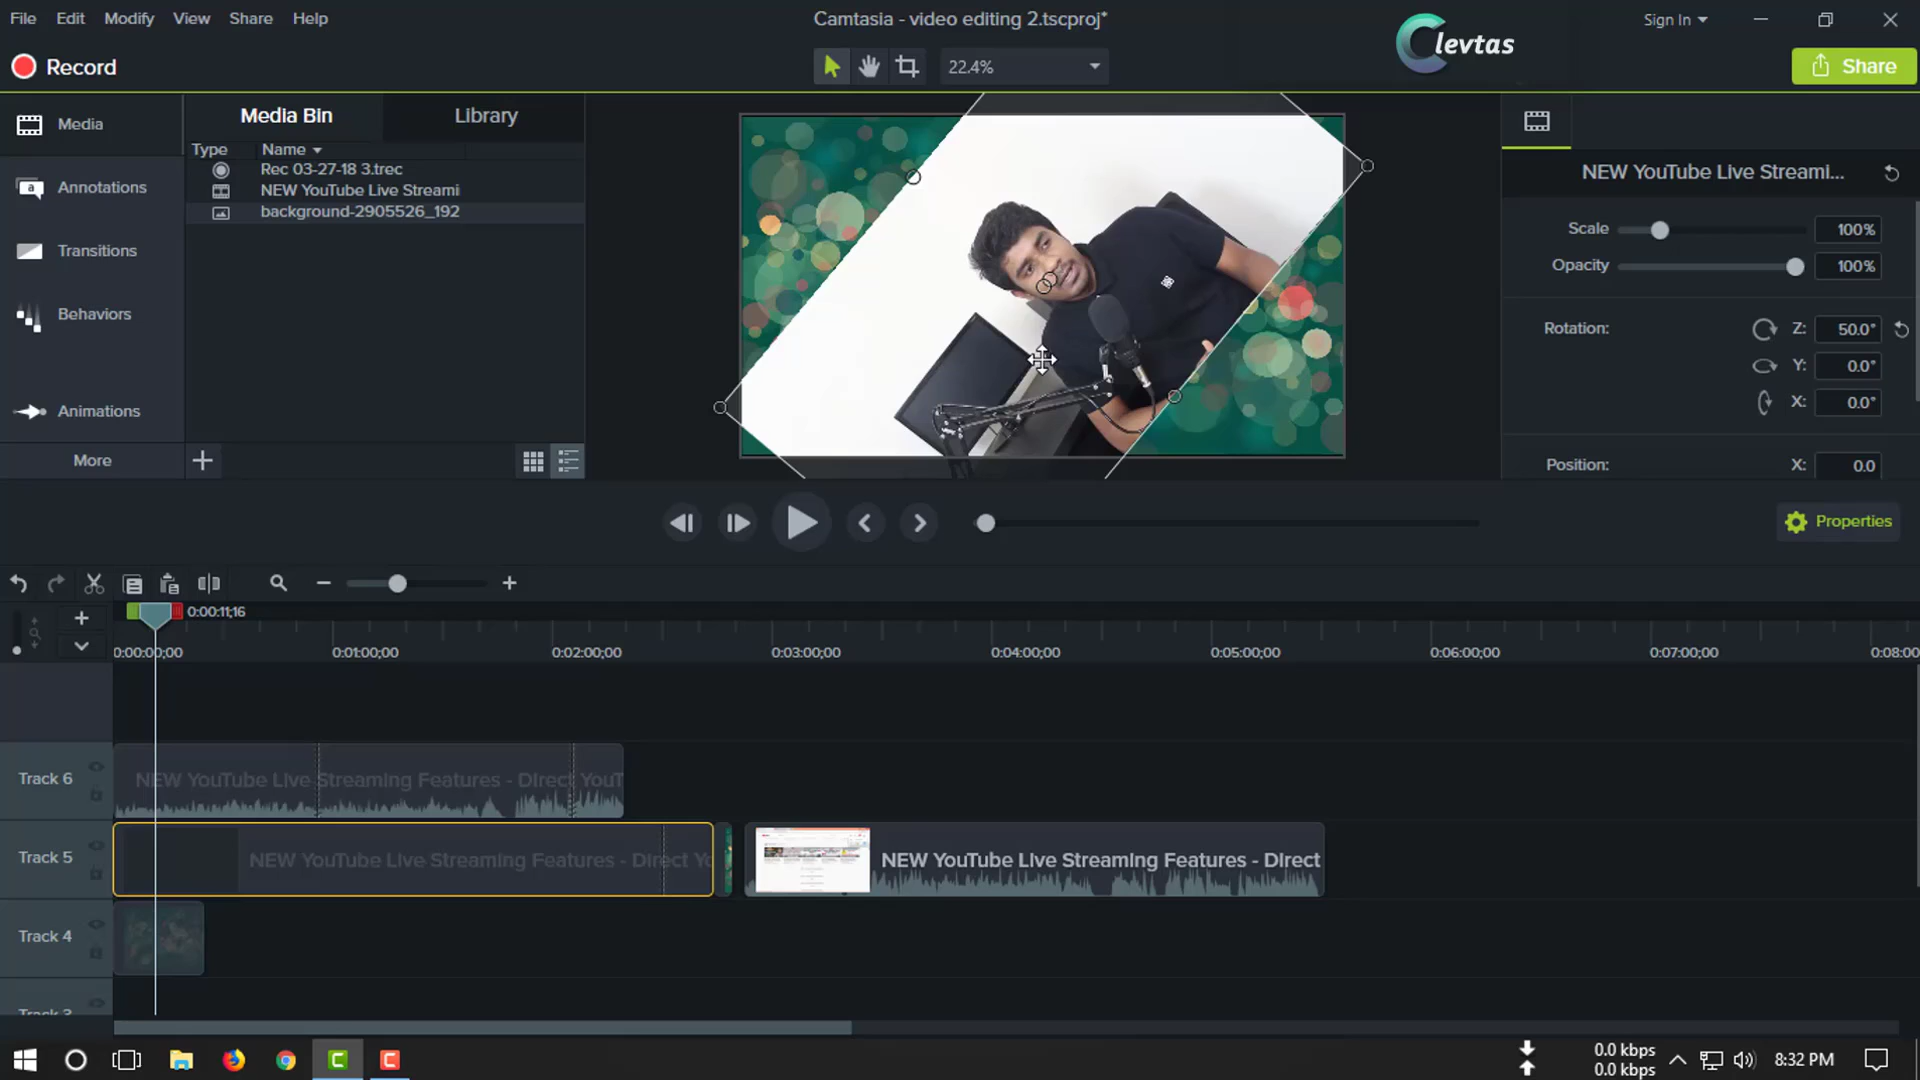 File Edit Modify View Share Help
Camtasia - video editing 2.tscproj*
Sign In
Clevtas
Record
22.4%
Share
Media
Media Bin
Library
Type Name
Rec 03-27-18 3.trec
NEW YouTube Live Streami
background-2905526_192
Annotations
Transitions
Behaviors
Animations
More
NEW YouTube Live Streami...
Scale 100%
Opacity 100%
Rotation: Z: 50.0°
Y: 0.0°
X: 0.0°
Position: X: 0.0
Properties
0:00:11;16
0:00:00;00 0:01:00;00 0:02:00;00 0:03:00;00 0:04:00;00 0:05:00;00 0:06:00;00 0:07:00;00 0:08:00
Track 6
NEW YouTube Live Streaming Features - Direct YouT
Track 5
NEW YouTube Live Streaming Features - Direct Yo
NEW YouTube Live Streaming Features - Direct
Track 4
Track 3
0.0 kbps
0.0 kbps
8:32 PM